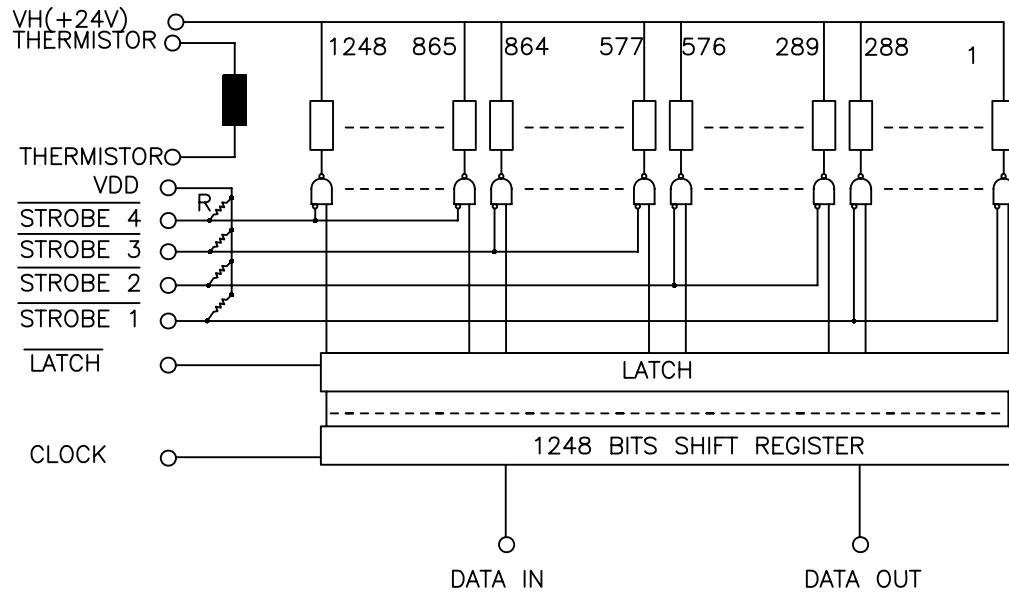 VH(+24V)
THERMISTOR
1248 865 864 577 576 289 288 1
THERMISTOR
VDD
R
STROBE 4
STROBE 3
STROBE 2
STROBE 1
LATCH
LATCH
CLOCK
1248 BITS SHIFT REGISTER
DATA IN DATA OUT